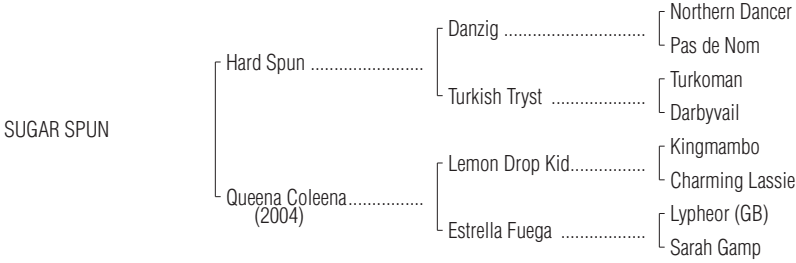 Northern Dancer
Danzig ..............................
Pas de Nom
Hard Spun ........................
Turkoman
Turkish Tryst ....................
Darbyvail
SUGAR SPUN
Kingmambo
Lemon Drop Kid................
Charming Lassie
Queena Coleena................
(2004)
Lypheor (GB)
Estrella Fuega ..................
Sarah Gamp